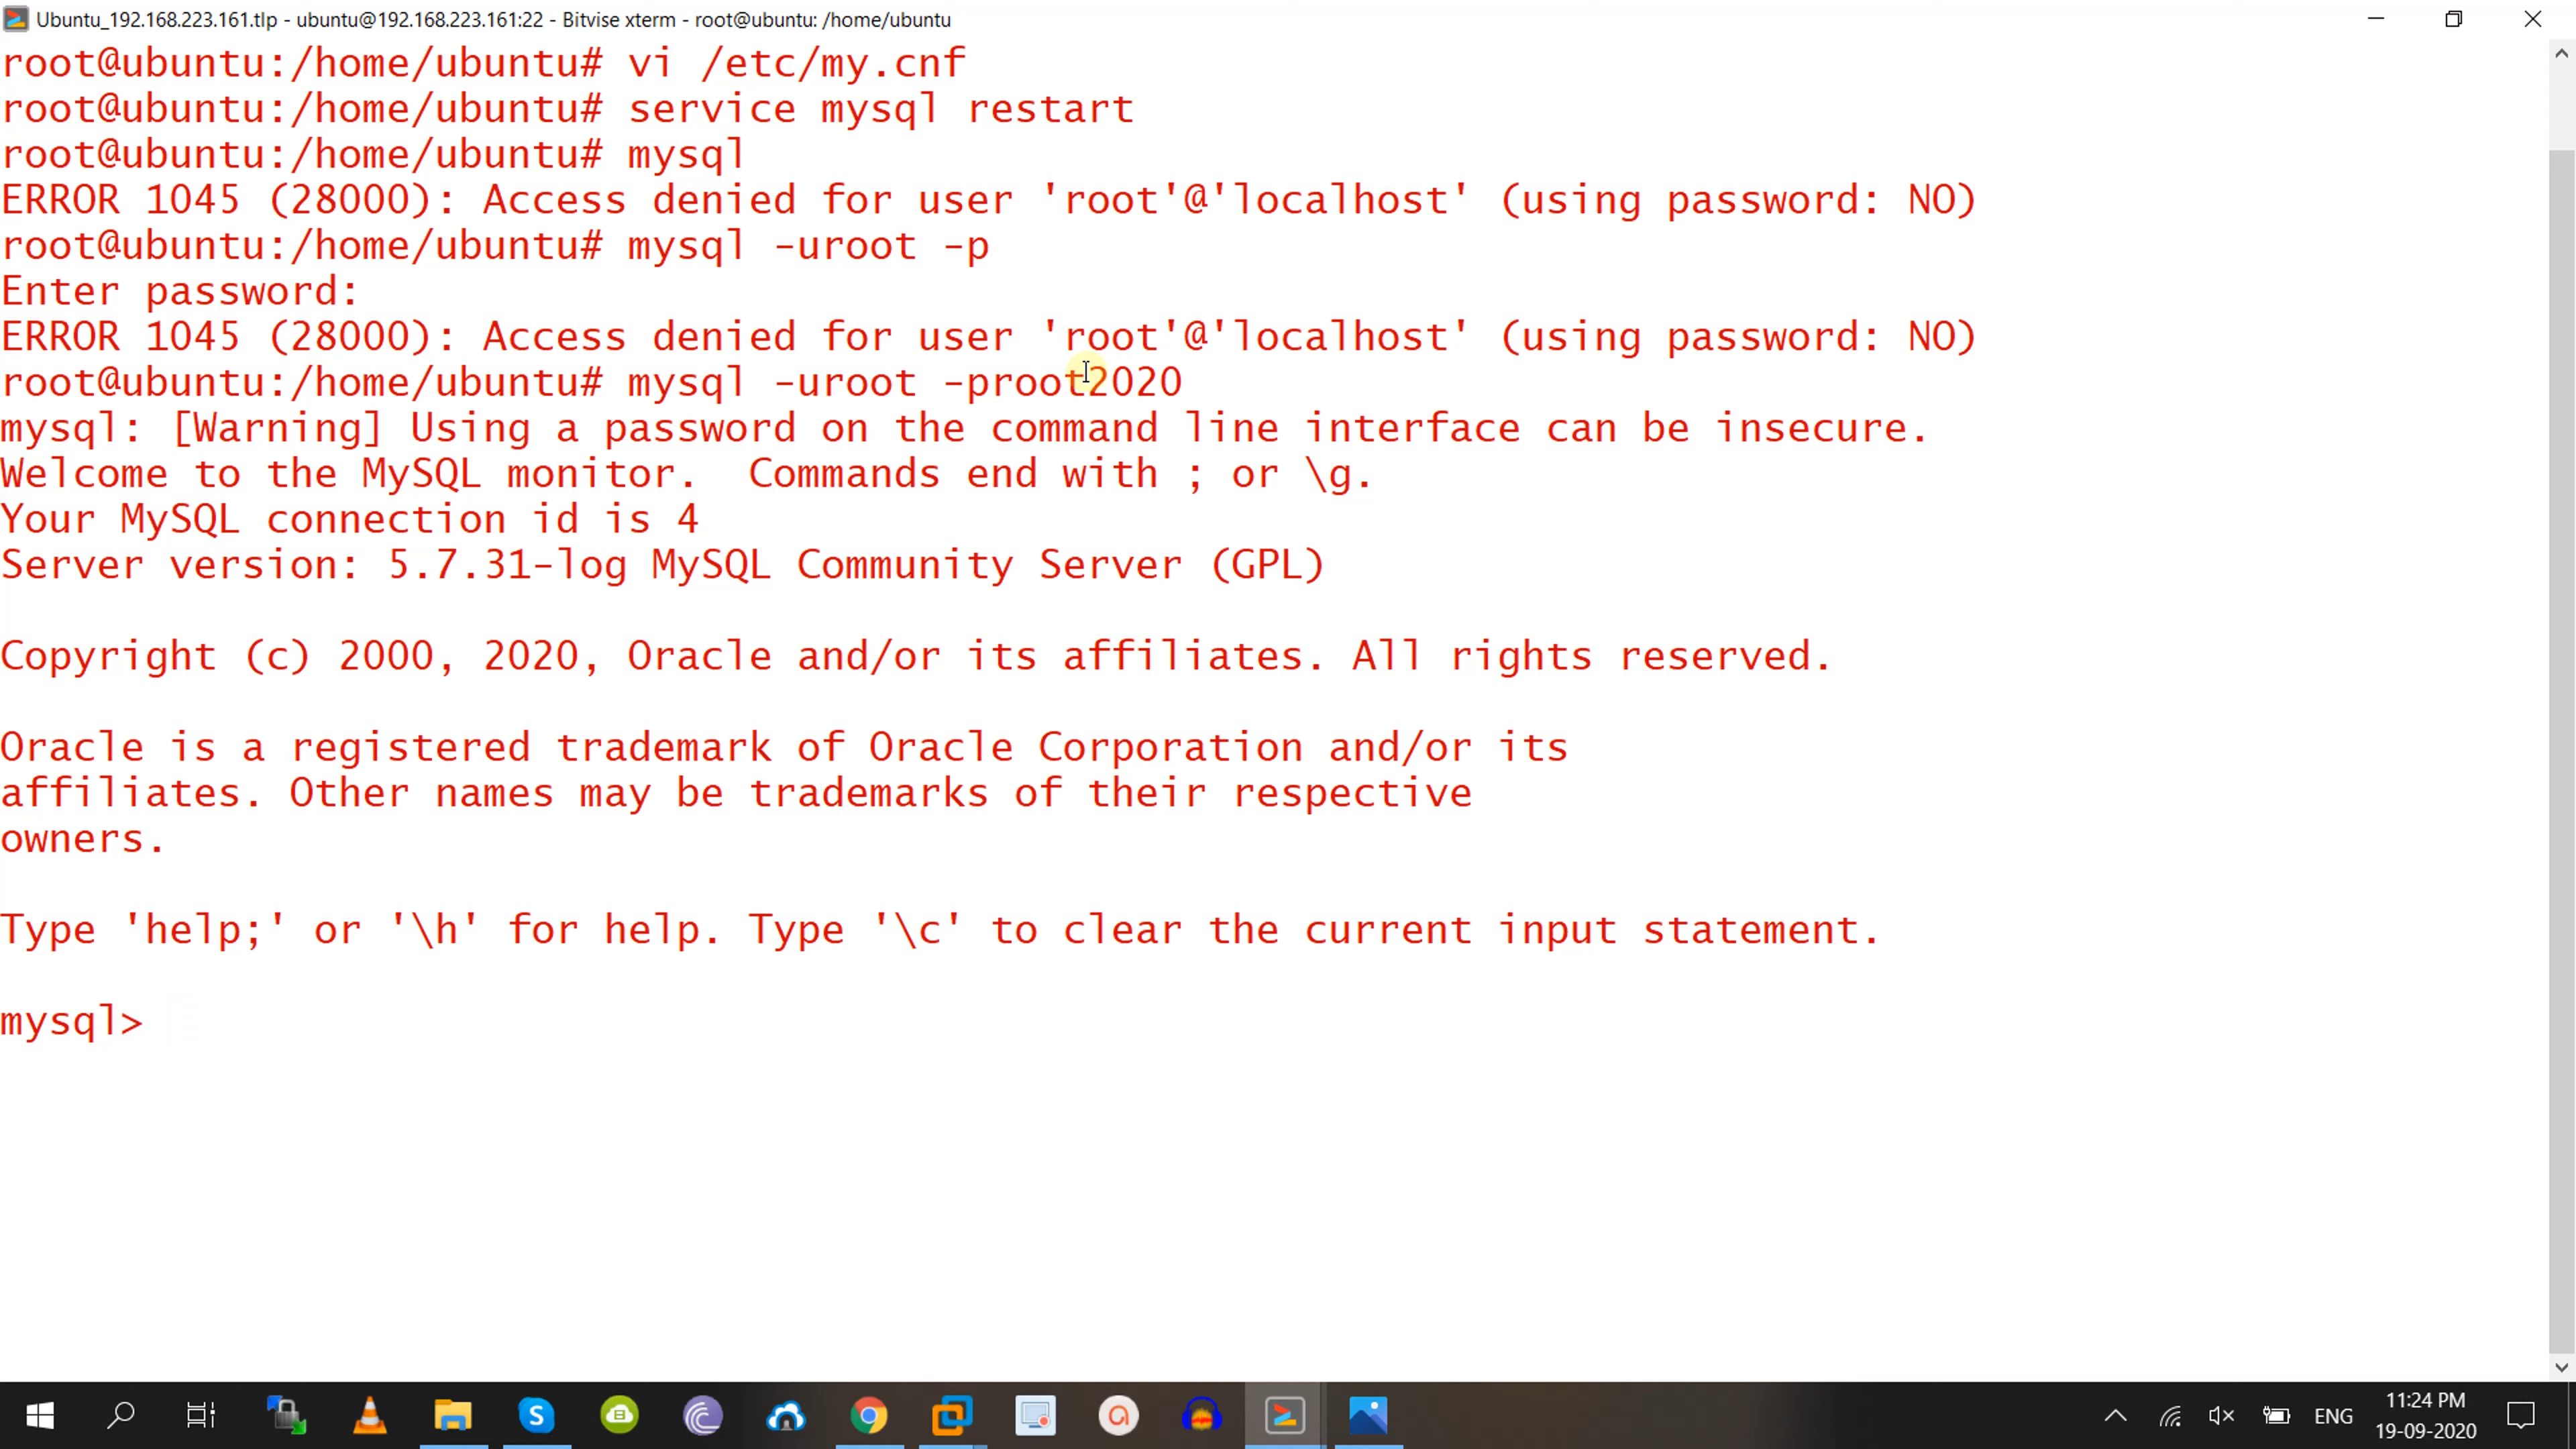 Ubuntu_192.168.223.161.tlp - ubuntu@192.168.223.161:22 - Bitvise xterm - root@ubuntu: /home/ubuntu
root@ubuntu:/home/ubuntu# vi /etc/my.cnf
root@ubuntu:/home/ubuntu# service mysql restart
root@ubuntu:/home/ubuntu# mysql
ERROR 1045 (28000): Access denied for user 'root'@'localhost' (using password: NO)
root@ubuntu:/home/ubuntu# mysql -uroot -p
Enter password:
ERROR 1045 (28000): Access denied for user 'root'@'localhost' (using password: NO)
root@ubuntu:/home/ubuntu# mysql -uroot -proot2020
mysql: [Warning] Using a password on the command line interface can be insecure.
Welcome to the MySQL monitor.  Commands end with ; or \g.
Your MySQL connection id is 4
Server version: 5.7.31-log MySQL Community Server (GPL)
Copyright (c) 2000, 2020, Oracle and/or its affiliates. All rights reserved.
Oracle is a registered trademark of Oracle Corporation and/or its
affiliates. Other names may be trademarks of their respective
owners.
Type 'help;' or '\h' for help. Type '\c' to clear the current input statement.
mysql>
ENG
11:24 PM
19-09-2020